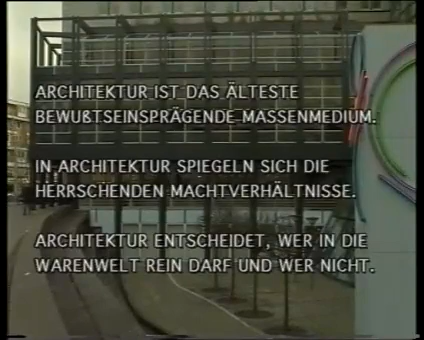 ARCHITEKTUR IST DAS ÄLTESTE
BEWUßTSEINSPRÄGENDE MASSENMEDIUM.
IN ARCHITEKTUR SPIEGELN SICH DIE
HERRSCHENDEN MACHTVERHÄLTNISSE.
ARCHITEKTUR ENTSCHEIDET, WER IN DIE
WARENWELT REIN DARF UND WER NICHT.